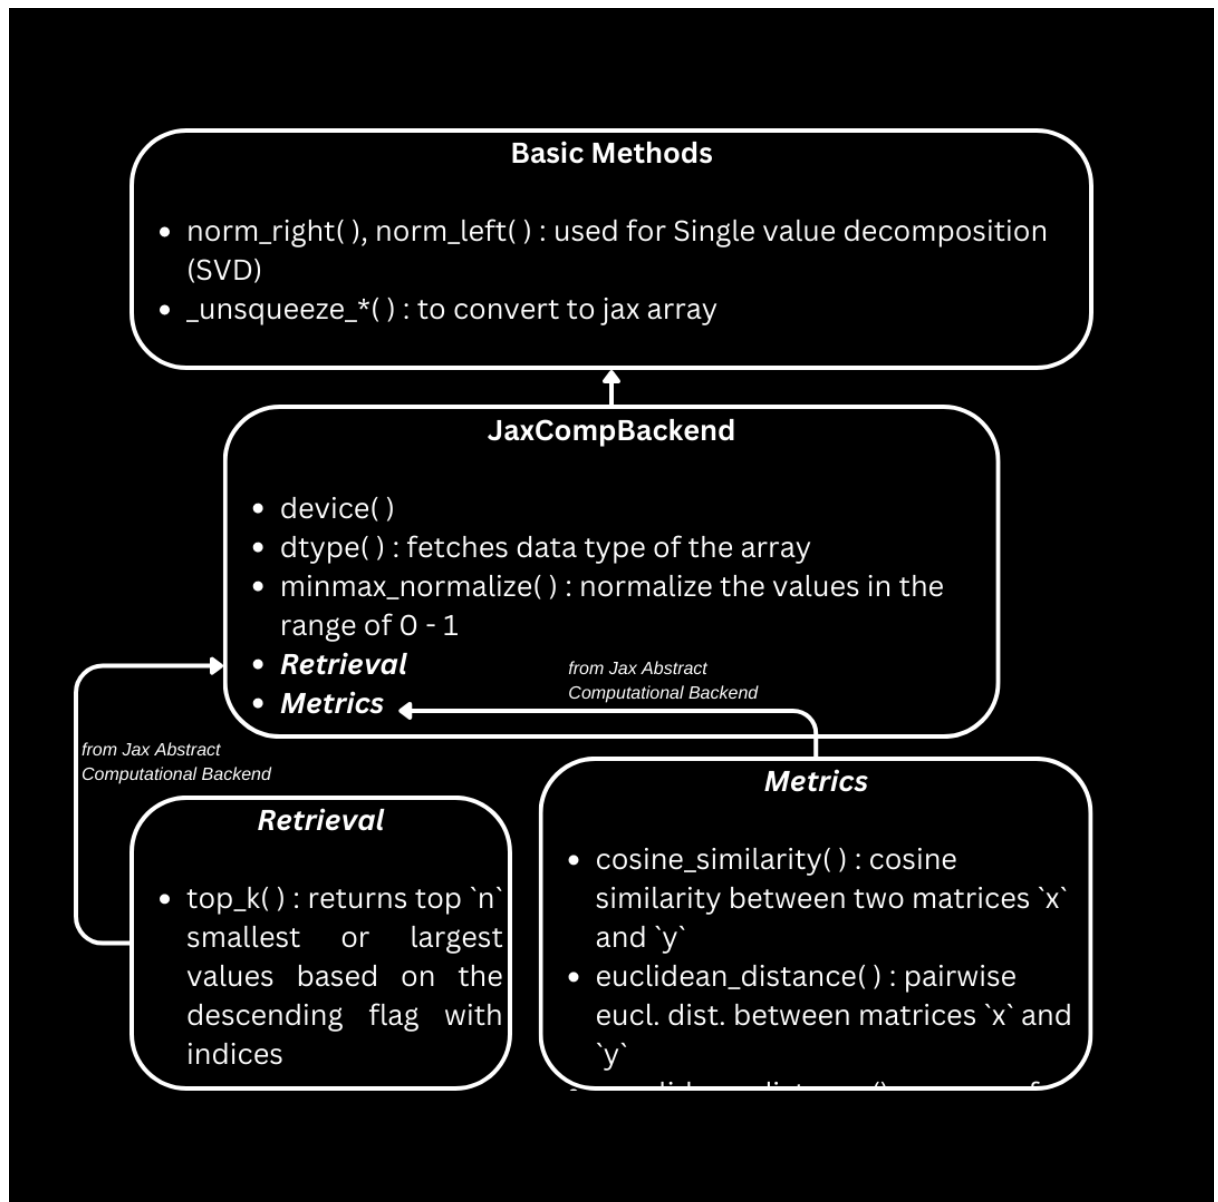 Basic Methods
• norm_right( ), norm_left( ) : used for Single value decomposition
(SVD)
• _unsqueeze_*( ) : to convert to jax array
JaxCompBackend
• device( )
• dtype( ) : fetches data type of the array
• minmax_normalize( ) : normalize the values in the
range of 0 - 1
• Retrieval
• Metrics
from Jax Abstract
Computational Backend
from Jax Abstract
Computational Backend
Retrieval
• top_k( ) : returns top `n`
smallest or largest
values based on the
descending flag with
indices
Metrics
• cosine_similarity( ) : cosine
similarity between two matrices `x`
and `y`
• euclidean_distance( ) : pairwise
eucl. dist. between matrices `x` and
`y`